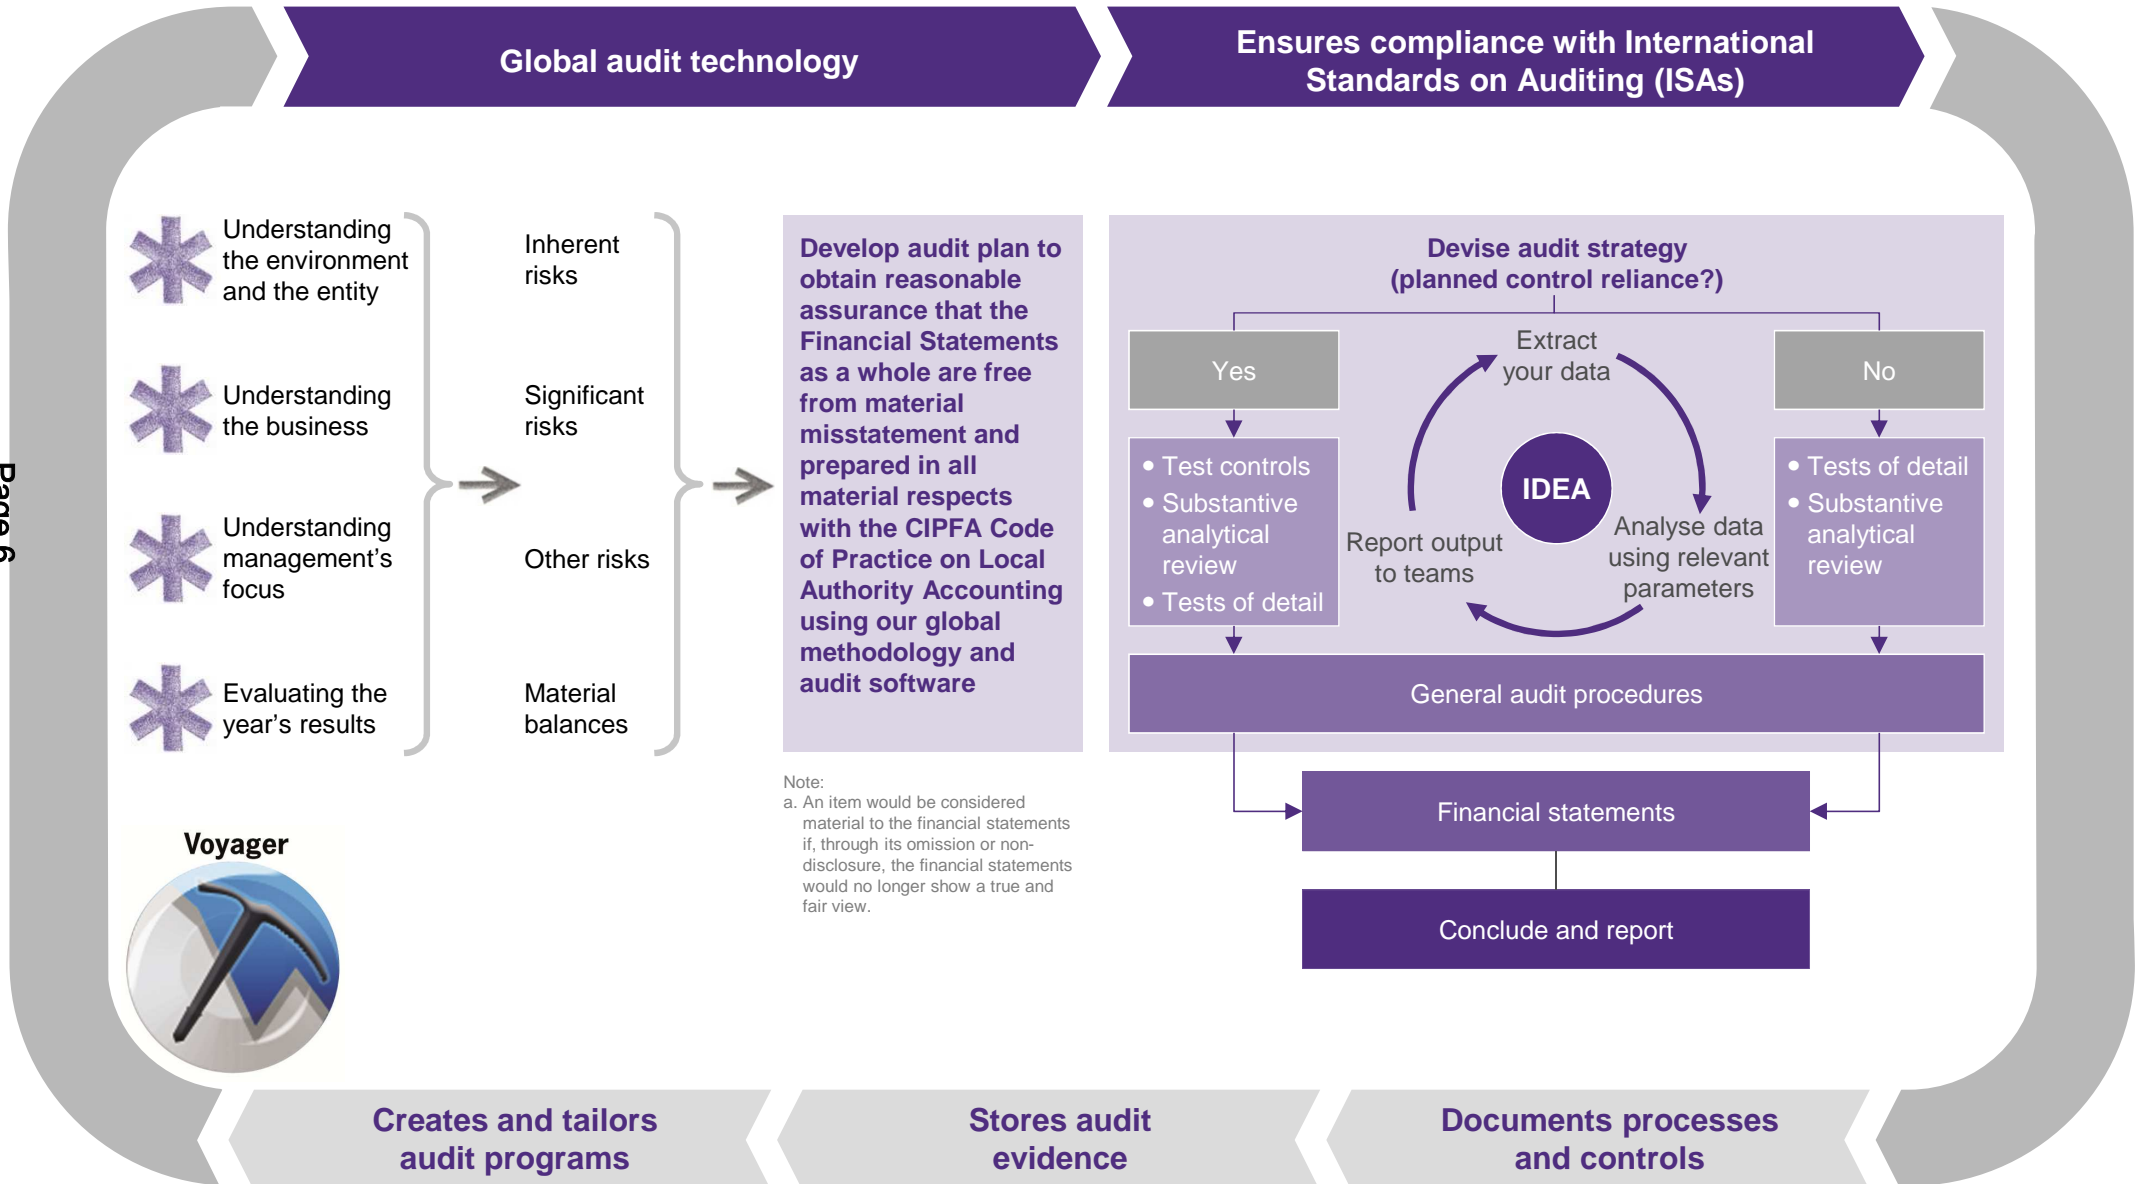 Global audit technology
Ensures compliance with International
Standards on Auditing (ISAs)
Understanding
the environment
and the entity
Understanding
the business
Understanding
management’s
focus
Evaluating the
year’s results
Inherent
risks
Significant
risks
Other risks
Material
balances
Develop audit plan to
obtain reasonable
assurance that the
Financial Statements
as a whole are free
from material
misstatement and
prepared in all
material respects
with the CIPFA Code
of Practice on Local
Authority Accounting
using our global
methodology and
audit software
Note:
a. An item would be considered
material to the financial statements
if, through its omission or non-
disclosure, the financial statements
would no longer show a true and
fair view.
Devise audit strategy
(planned control reliance?)
Yes
• Test controls
• Substantive
analytical
review
• Tests of detail
Extract
your data
IDEA
Analyse data
using relevant
parameters
Report output
to teams
No
• Tests of detail
• Substantive
analytical
review
General audit procedures
Financial statements
Conclude and report
Voyager
Creates and tailors
audit programs
Stores audit
evidence
Documents processes
and controls
Page 6